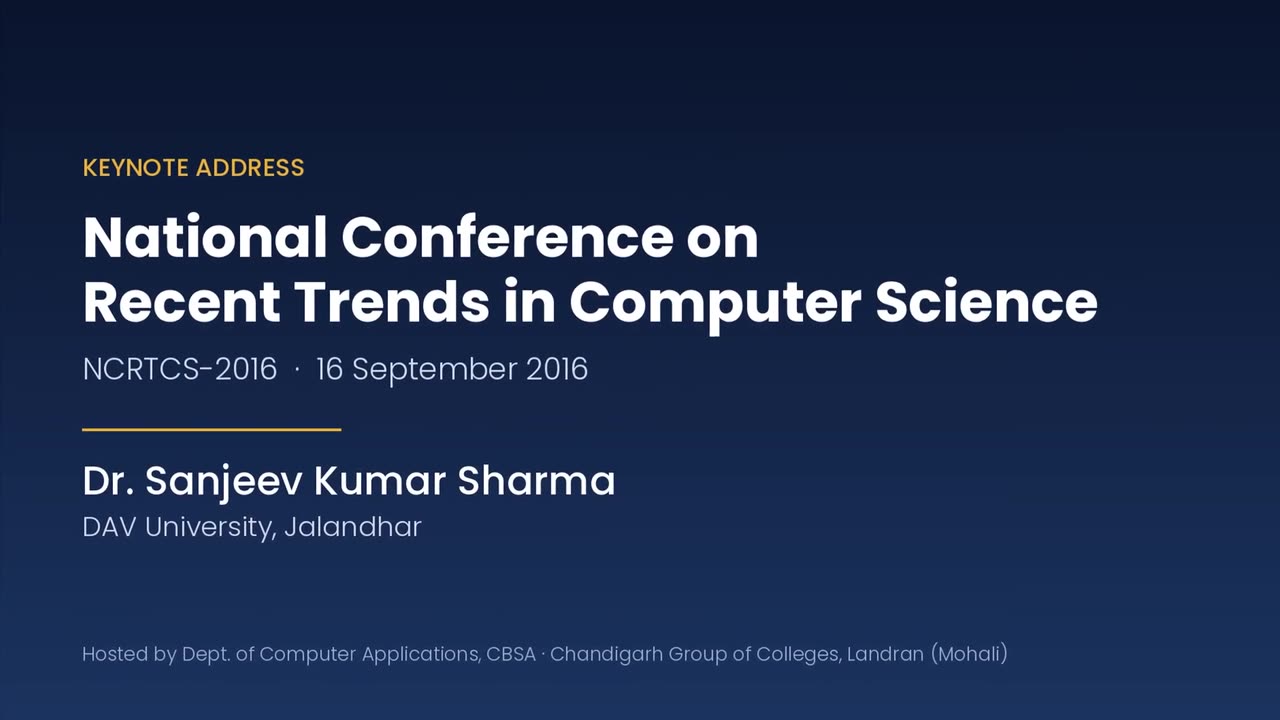 KEYNOTE ADDRESS
National Conference on
Recent Trends in Computer Science
NCRTCS-2016 · 16 September 2016
Dr. Sanjeev Kumar Sharma
DAV University, Jalandhar
Hosted by Dept. of Computer Applications, CBSA · Chandigarh Group of Colleges, Landran (Mohali)